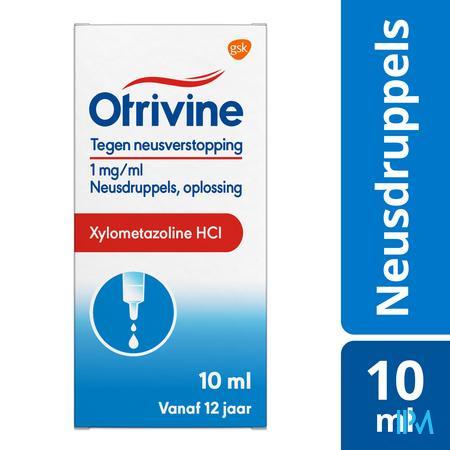 gsk
Otrivine
Tegen neusverstopping
1 mg/ml
Neusdruppels, oplossing
Xylometazoline HCl
10 ml
Vanaf 12 jaar
Neusdruppels
10
ml
IPM